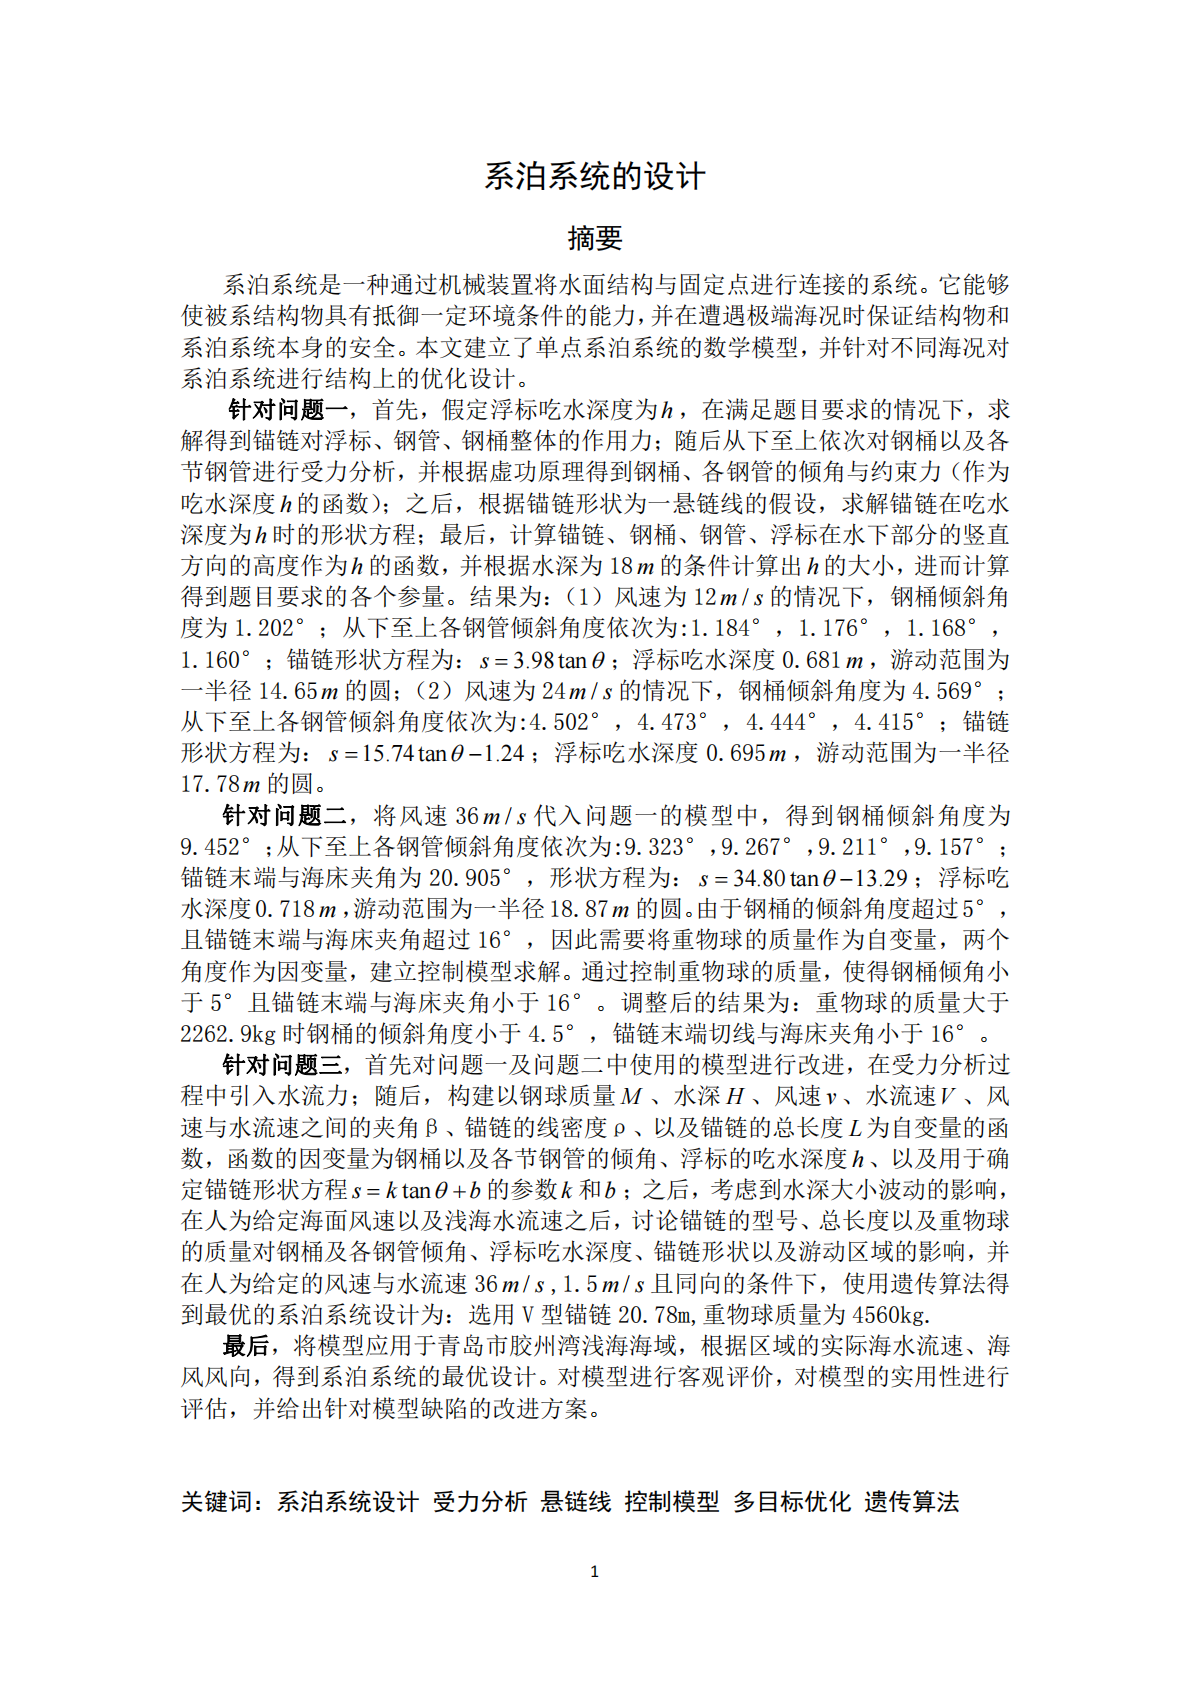 系泊系统的设计
摘要
系泊系统是一种通过机械装置将水面结构与固定点进行连接的系统。它能够
使被系结构物具有抵御一定环境条件的能力,并在遭遇极端海况时保证结构物和
系泊系统本身的安全。本文建立了单点系泊系统的数学模型,并针对不同海况对
系泊系统进行结构上的优化设计。
针对问题一,首先,假定浮标吃水深度为h,在满足题目要求的情况下,求
解得到锚链对浮标、钢管、钢桶整体的作用力;随后从下至上依次对钢桶以及各
节钢管进行受力分析,并根据虚功原理得到钢桶、各钢管的倾角与约束力(作为
吃水深度h的函数);之后,根据锚链形状为一悬链线的假设,求解锚链在吃水
深度为h时的形状方程;最后,计算锚链、钢桶、钢管、浮标在水下部分的竖直
方向的高度作为h的函数,并根据水深为18m的条件计算出h的大小,进而计算
得到题目要求的各个参量。结果为:(1)风速为12m/s的情况下,钢桶倾斜角
度为1.202°;从下至上各钢管倾斜角度依次为:1.184°,1.176°,1.168°,
1.160°;锚链形状方程为:s=3.98tanθ;浮标吃水深度0.681m,游动范围为
一半径14.65m的圆;(2)风速为24m/s的情况下,钢桶倾斜角度为4.569°;
从下至上各钢管倾斜角度依次为:4.502°,4.473°,4.444°,4.415°;锚链
形状方程为:s=15.74tanθ−1.24;浮标吃水深度0.695m,游动范围为一半径
17.78m的圆。
针对问题二,将风速36m/s代入问题一的模型中,得到钢桶倾斜角度为
9.452°;从下至上各钢管倾斜角度依次为:9.323°,9.267°,9.211°,9.157°;
锚链末端与海床夹角为20.905°,形状方程为:s=34.80tanθ−13.29;浮标吃
水深度0.718m,游动范围为一半径18.87m的圆。由于钢桶的倾斜角度超过5°,
且锚链末端与海床夹角超过16°,因此需要将重物球的质量作为自变量,两个
角度作为因变量,建立控制模型求解。通过控制重物球的质量,使得钢桶倾角小
于5°且锚链末端与海床夹角小于16°。调整后的结果为:重物球的质量大于
2262.9kg时钢桶的倾斜角度小于4.5°,锚链末端切线与海床夹角小于16°。
针对问题三,首先对问题一及问题二中使用的模型进行改进,在受力分析过
程中引入水流力;随后,构建以钢球质量M、水深H、风速v、水流速V、风
速与水流速之间的夹角β、锚链的线密度ρ、以及锚链的总长度L为自变量的函
数,函数的因变量为钢桶以及各节钢管的倾角、浮标的吃水深度h、以及用于确
定锚链形状方程s=ktanθ+b的参数k和b;之后,考虑到水深大小波动的影响,
在人为给定海面风速以及浅海水流速之后,讨论锚链的型号、总长度以及重物球
的质量对钢桶及各钢管倾角、浮标吃水深度、锚链形状以及游动区域的影响,并
在人为给定的风速与水流速36m/s,1.5m/s且同向的条件下,使用遗传算法得
到最优的系泊系统设计为:选用V型锚链20.78m,重物球质量为4560kg.
最后,将模型应用于青岛市胶州湾浅海海域,根据区域的实际海水流速、海
风风向,得到系泊系统的最优设计。对模型进行客观评价,对模型的实用性进行
评估,并给出针对模型缺陷的改进方案。
关键词:系泊系统设计 受力分析 悬链线 控制模型 多目标优化 遗传算法
1